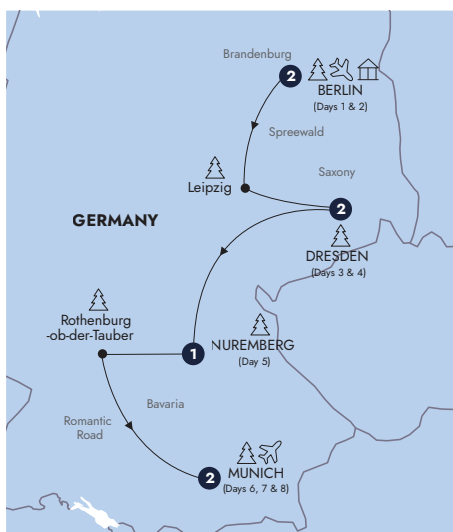 Brandenburg
2
BERLIN
(Days 1 & 2)
Spreewald
Saxony
Leipzig
2
GERMANY
DRESDEN
(Days 3 & 4)
Rothenburg
-ob-der-Tauber
1
NUREMBERG
(Day 5)
Bavaria
Romantic
Road
2
MUNICH
(Days 6, 7 & 8)